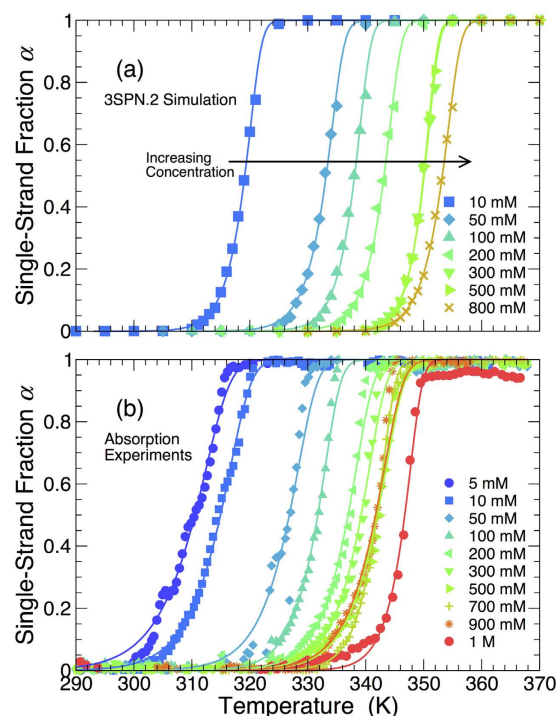 1
0.8
0.6
0.4
0.2
0
Single-Strand Fraction α
(a)
3SPN.2 Simulation
Increasing
Concentration
10 mM
50 mM
100 mM
200 mM
300 mM
500 mM
800 mM
1
0.8
0.6
0.4
0.2
0
Single-Strand Fraction α
(b)
Absorption
Experiments
5 mM
10 mM
50 mM
100 mM
200 mM
300 mM
500 mM
700 mM
900 mM
1 M
290 300 310 320 330 340 350 360 370
Temperature (K)